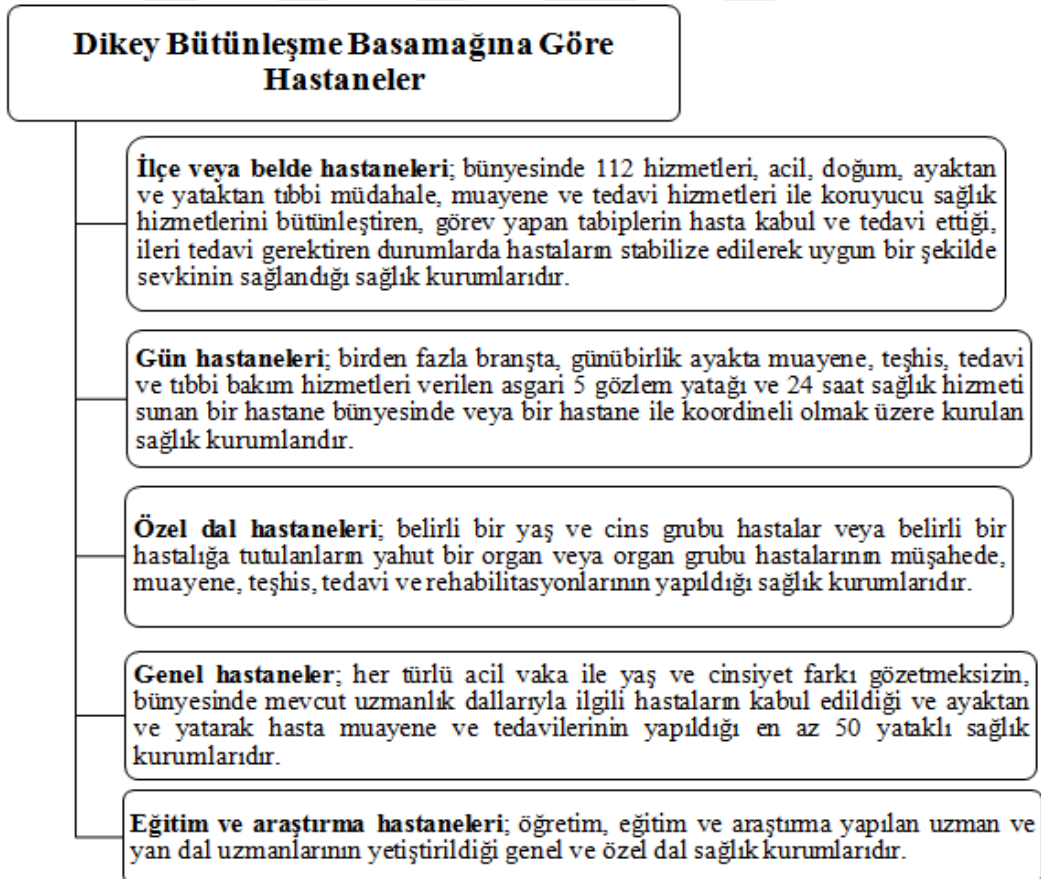 Dikey Bütünleşme Basamağına Göre
Hastaneler
İlçe veya belde hastaneleri; bünyesinde 112 hizmetleri, acil, doğum, ayaktan
ve yataktan tıbbi müdahale, muayene ve tedavi hizmetleri ile koruyucu sağlık
hizmetlerini bütünleştiren, görev yapan tabiplerin hasta kabul ve tedavi ettiği,
ileri tedavi gerektiren durumlarda hastaların stabilize edilerek uygun bir şekilde
sevkinin sağlandığı sağlık kurumlarıdır.
Gün hastaneleri; birden fazla branşta, günübirlik ayakta muayene, teşhis, tedavi
ve tıbbi bakım hizmetleri verilen asgari 5 gözlem yatağı ve 24 saat sağlık hizmeti
sunan bir hastane bünyesinde veya bir hastane ile koordineli olmak üzere kurulan
sağlık kurumlarıdır.
Özel dal hastaneleri; belirli bir yaş ve cins grubu hastalar veya belirli bir
hastalığa tutulanların yahut bir organ veya organ grubu hastalarının müşahede,
muayene, teşhis, tedavi ve rehabilitasyonlarının yapıldığı sağlık kurumlarıdır.
Genel hastaneler; her türlü acil vaka ile yaş ve cinsiyet farkı gözetmeksizin,
bünyesinde mevcut uzmanlık dallarıyla ilgili hastaların kabul edildiği ve ayaktan
ve yatarak hasta muayene ve tedavilerinin yapıldığı en az 50 yataklı sağlık
kurumlarıdır.
Eğitim ve araştırma hastaneleri; öğretim, eğitim ve araştırma yapılan uzman ve
yan dal uzmanlarının yetiştirildiği genel ve özel dal sağlık kurumlarıdır.